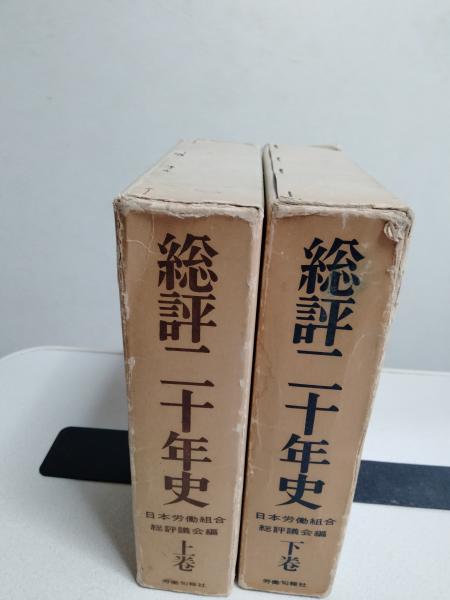 総評二十年史
日本労働組合
総評議会編
上巻
労働旬報社
総評二十年史
日本労働組合
総評議会編
下巻
労働旬報社